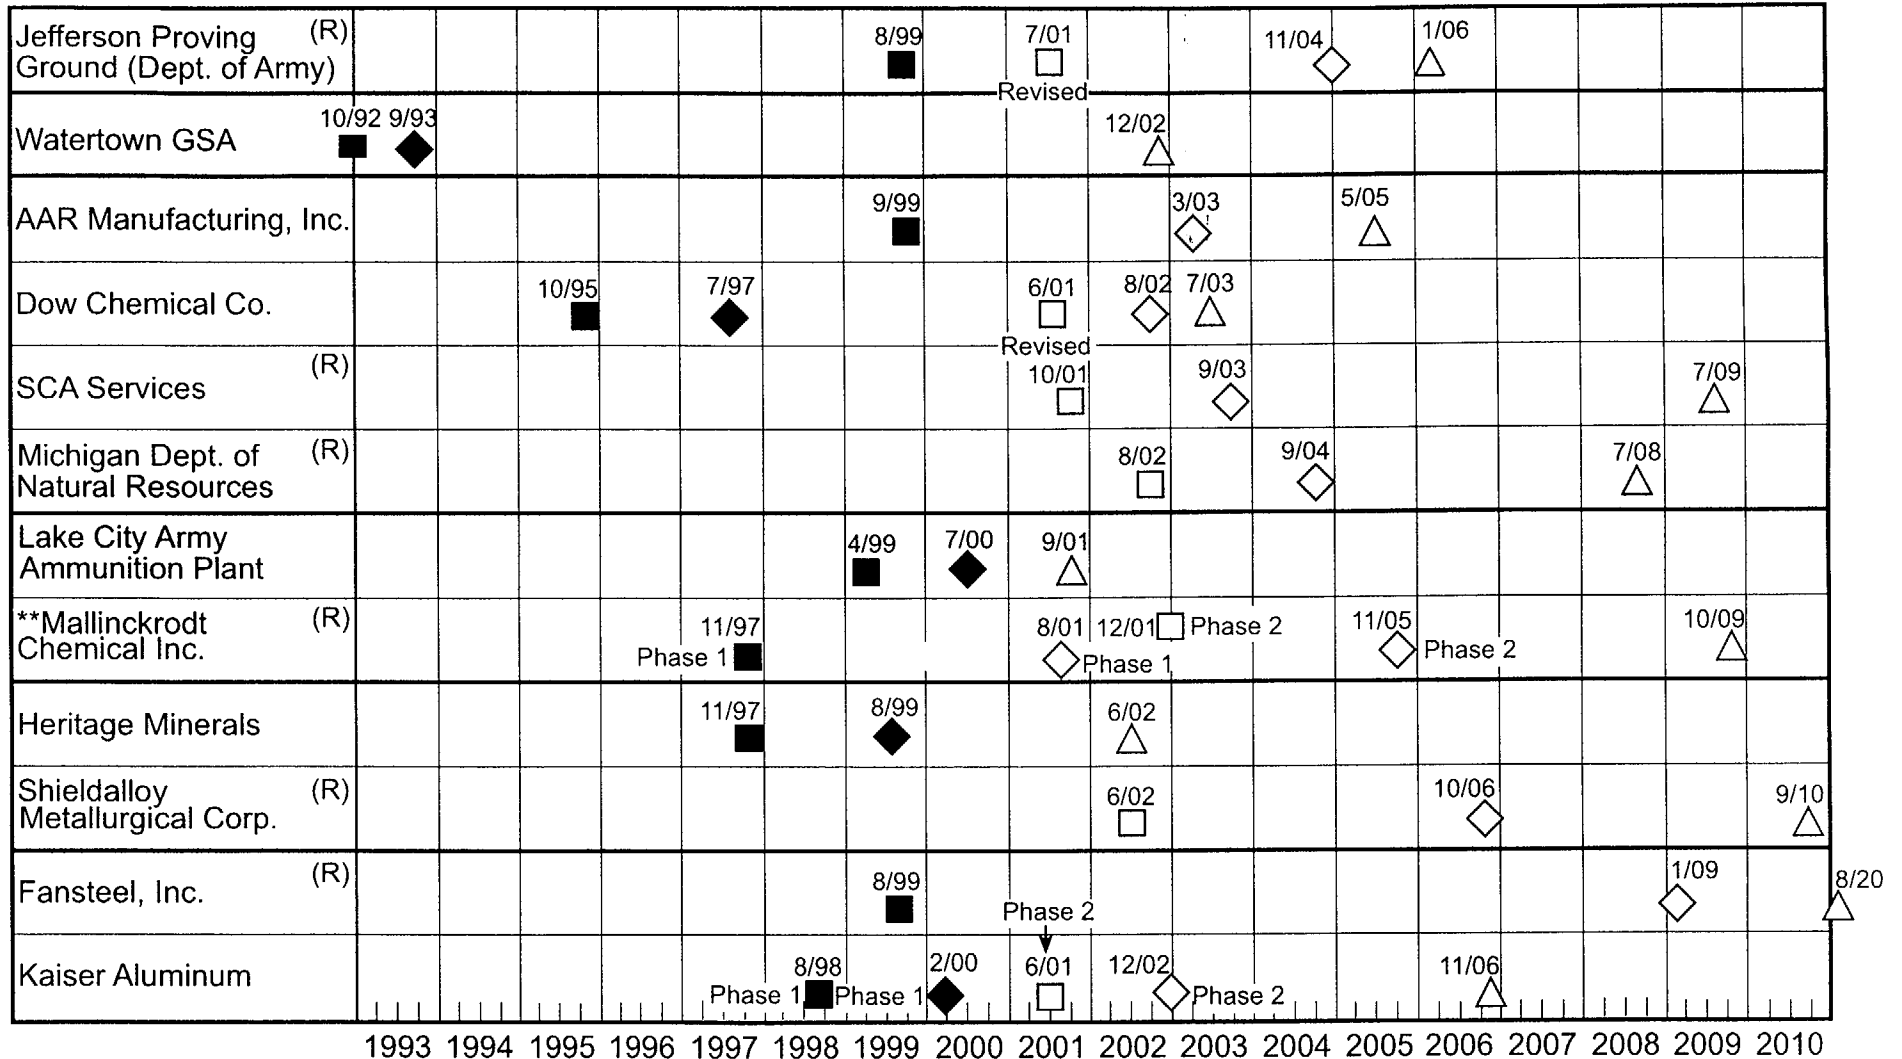 Jefferson Proving (R)
Ground (Dept. of Army)
8/99 7/01 11/04 1/06
Revised
Watertown GSA
10/92 9/93 12/02
AAR Manufacturing, Inc.
9/99 3/03 5/05
Dow Chemical Co.
10/95 7/97 6/01 8/02 7/03
Revised
SCA Services (R)
10/01 9/03 7/09
Michigan Dept. of (R)
Natural Resources
8/02 9/04 7/08
Lake City Army
Ammunition Plant
4/99 7/00 9/01
**Mallinckrodt (R)
Chemical Inc.
11/97 8/01 12/01 Phase 2 11/05 10/09
Phase 1 Phase 1 Phase 2
Heritage Minerals
11/97 8/99 6/02
Shieldalloy (R)
Metallurgical Corp.
6/02 10/06 9/10
Fansteel, Inc. (R)
8/99 1/09 8/20
Phase 2
Kaiser Aluminum
8/98 2/00 6/01 12/02 11/06
Phase 1 Phase 1 Phase 2
1993 1994 1995 1996 1997 1998 1999 2000 2001 2002 2003 2004 2005 2006 2007 2008 2009 2010